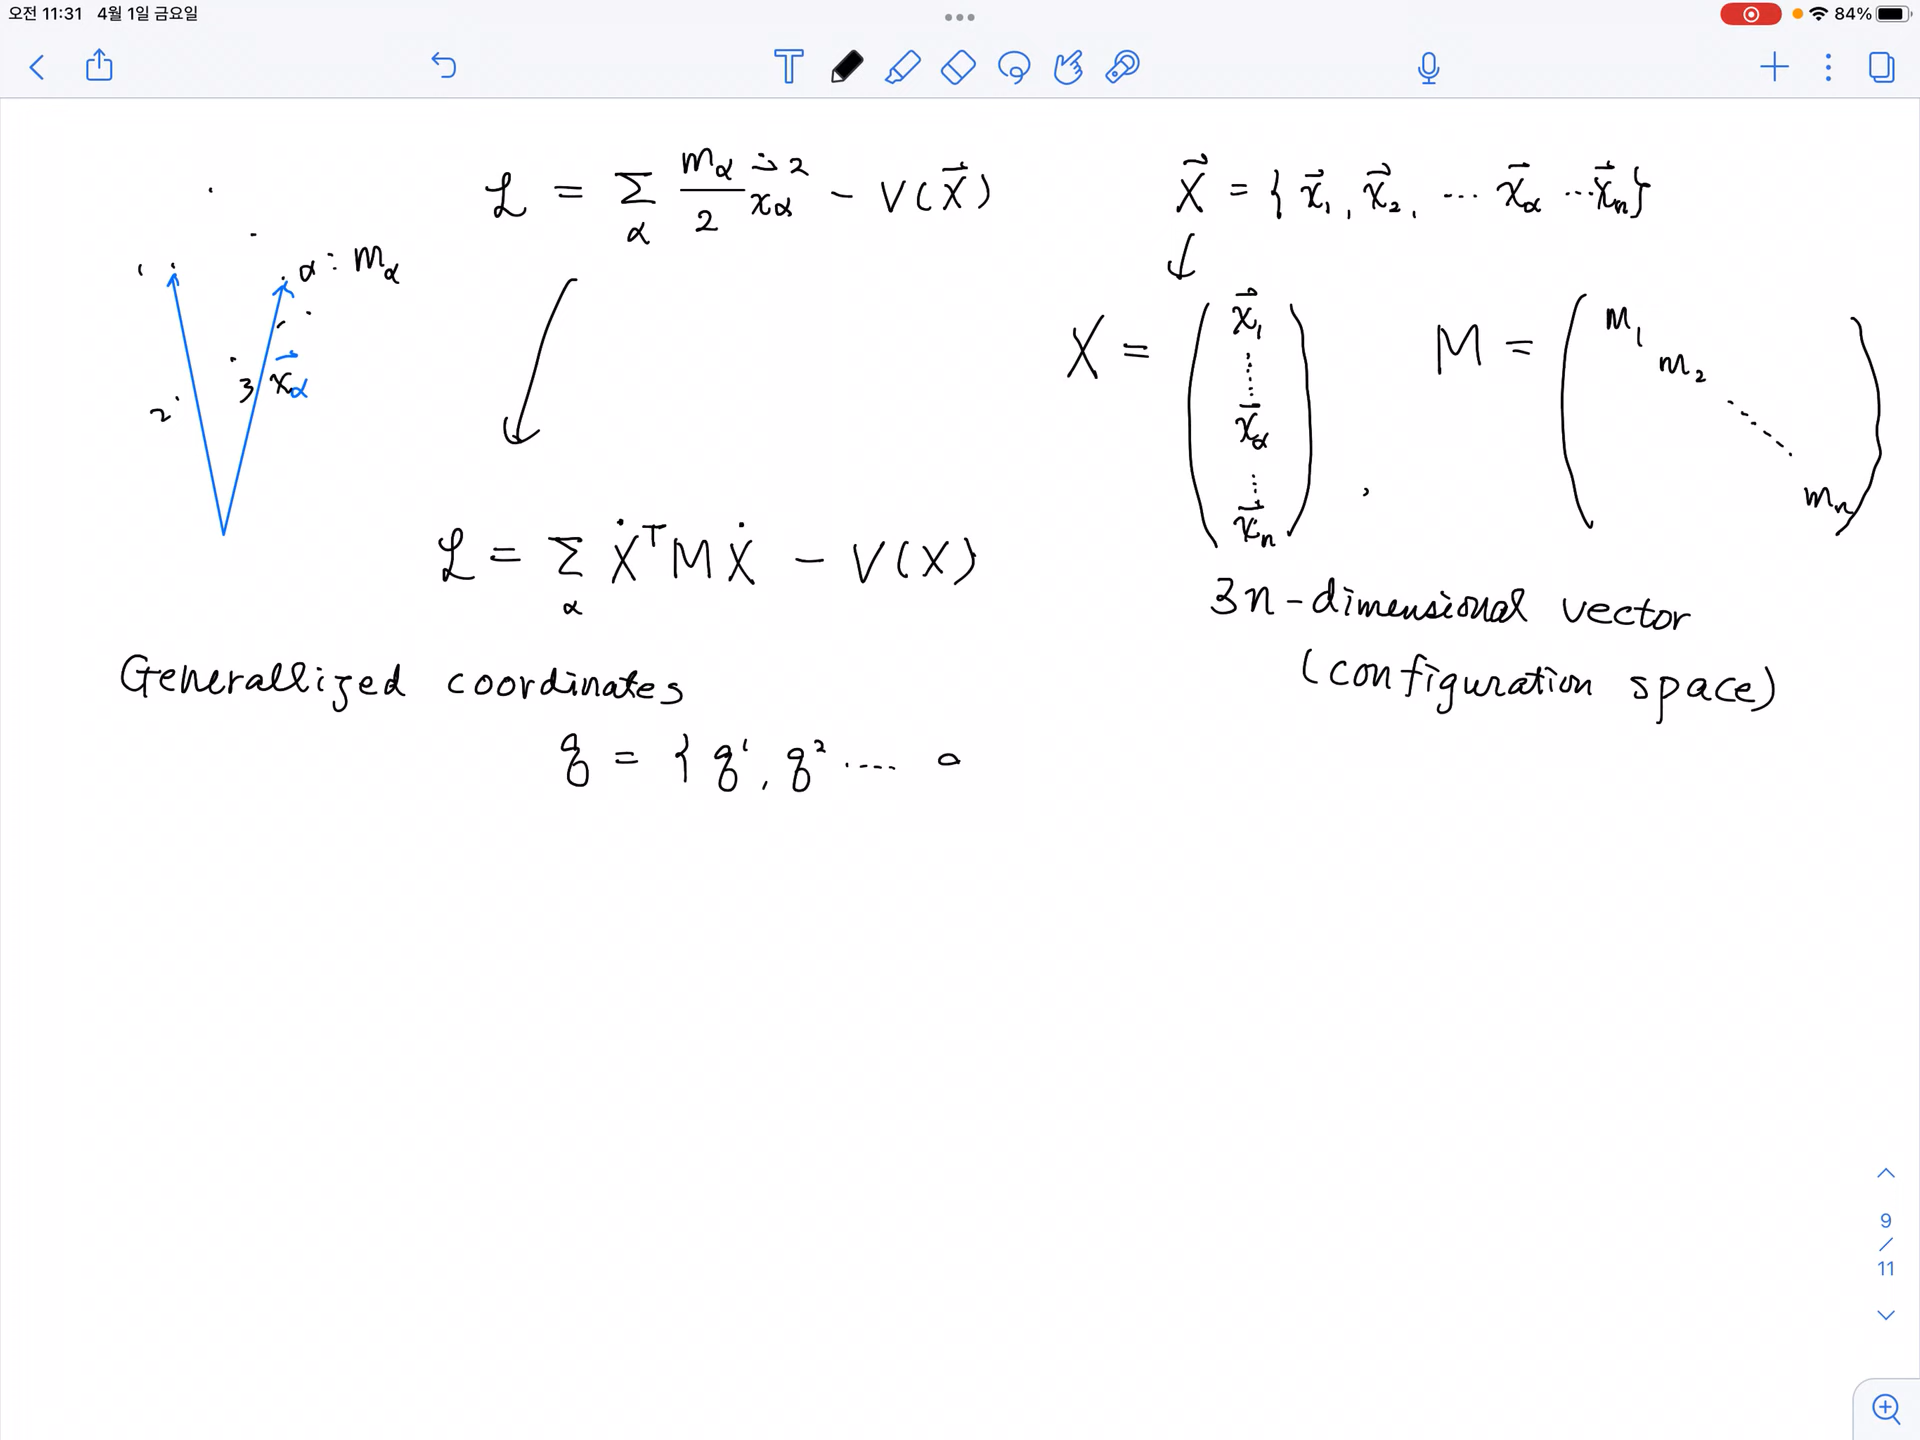 오전 11:31 4월 1일 금요일
84%
T
ℒ = Σ_α m_α/2 ẋ⃗_α² − V(X⃗)
X⃗ = { x⃗₁, x⃗₂, ... x⃗_α ... x⃗_n }
1
α : m_α
2
3
x⃗_α
X = ( x⃗₁ ...... x⃗_α ... x⃗_n ) , M = ( m₁ m₂ ...... m_n )
ℒ = Σ_α Ẋᵀ M Ẋ − V(X)
3n-dimensional vector
(configuration space)
Generallized coordinates
q = { q¹, q² ....
9
/
11